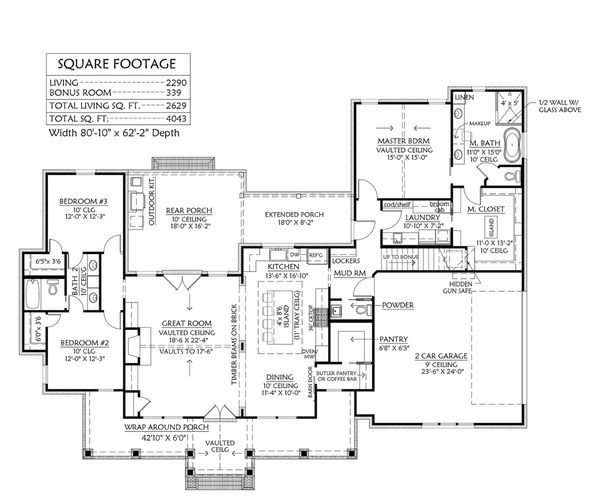 SQUARE FOOTAGE
LIVING 2290
BONUS ROOM 339
TOTAL LIVING SQ. FT. 2629
TOTAL SQ. FT. 4043
Width 80'-10" x 62'-2" Depth
LINEN
4' x 5'
1/2 WALL W/
GLASS ABOVE
MAKEUP
MASTER BDRM
VAULTED CEILING
15'-0" X 15'-0"
M. BATH
11'0" X 15'0"
10' CEILG
BEDROOM #3
10' CLG
12'-0" X 12'-3"
OUTDOOR KIT.
REAR PORCH
10' CEILING
18'-0" X 16'-2"
EXTENDED PORCH
18'-0" X 8'-2"
rod/shelf
broom
cab
LAUNDRY
10'-10" X 7'-2"
M. CLOSET
ISLAND
11'-0 X 13'-2"
10' CEILG
6'5"x 3'6"
BATH 2
10' CEILG
KITCHEN
13'-6" X 16'-10"
REFG
LOCKERS
MUD RM
UP TO BONUS
HIDDEN
GUN SAFE
6'0"x 3'6
BEDROOM #2
10' CLG
12'-0" X 12'-3"
GREAT ROOM
VAULTED CEILING
18'-6 X 22'-4"
VAULTS TO 17'-6"
TIMBER BEAMS ON BRICK
4' x 8'6
ISLAND
(11' TRAY CEILG)
36" CKTOP
OVEN/
MW
POWDER
PANTRY
6'8" X 6'3"
2 CAR GARAGE
9' CEILING
23'-6" X 24'-0"
DINING
10' CEILING
11'-4" X 10'-0"
BARN DOOR
BUTLER PANTRY
OR COFFEE BAR
WRAP AROUND PORCH
42'10" X 6'0"
VAULTED
CEILG